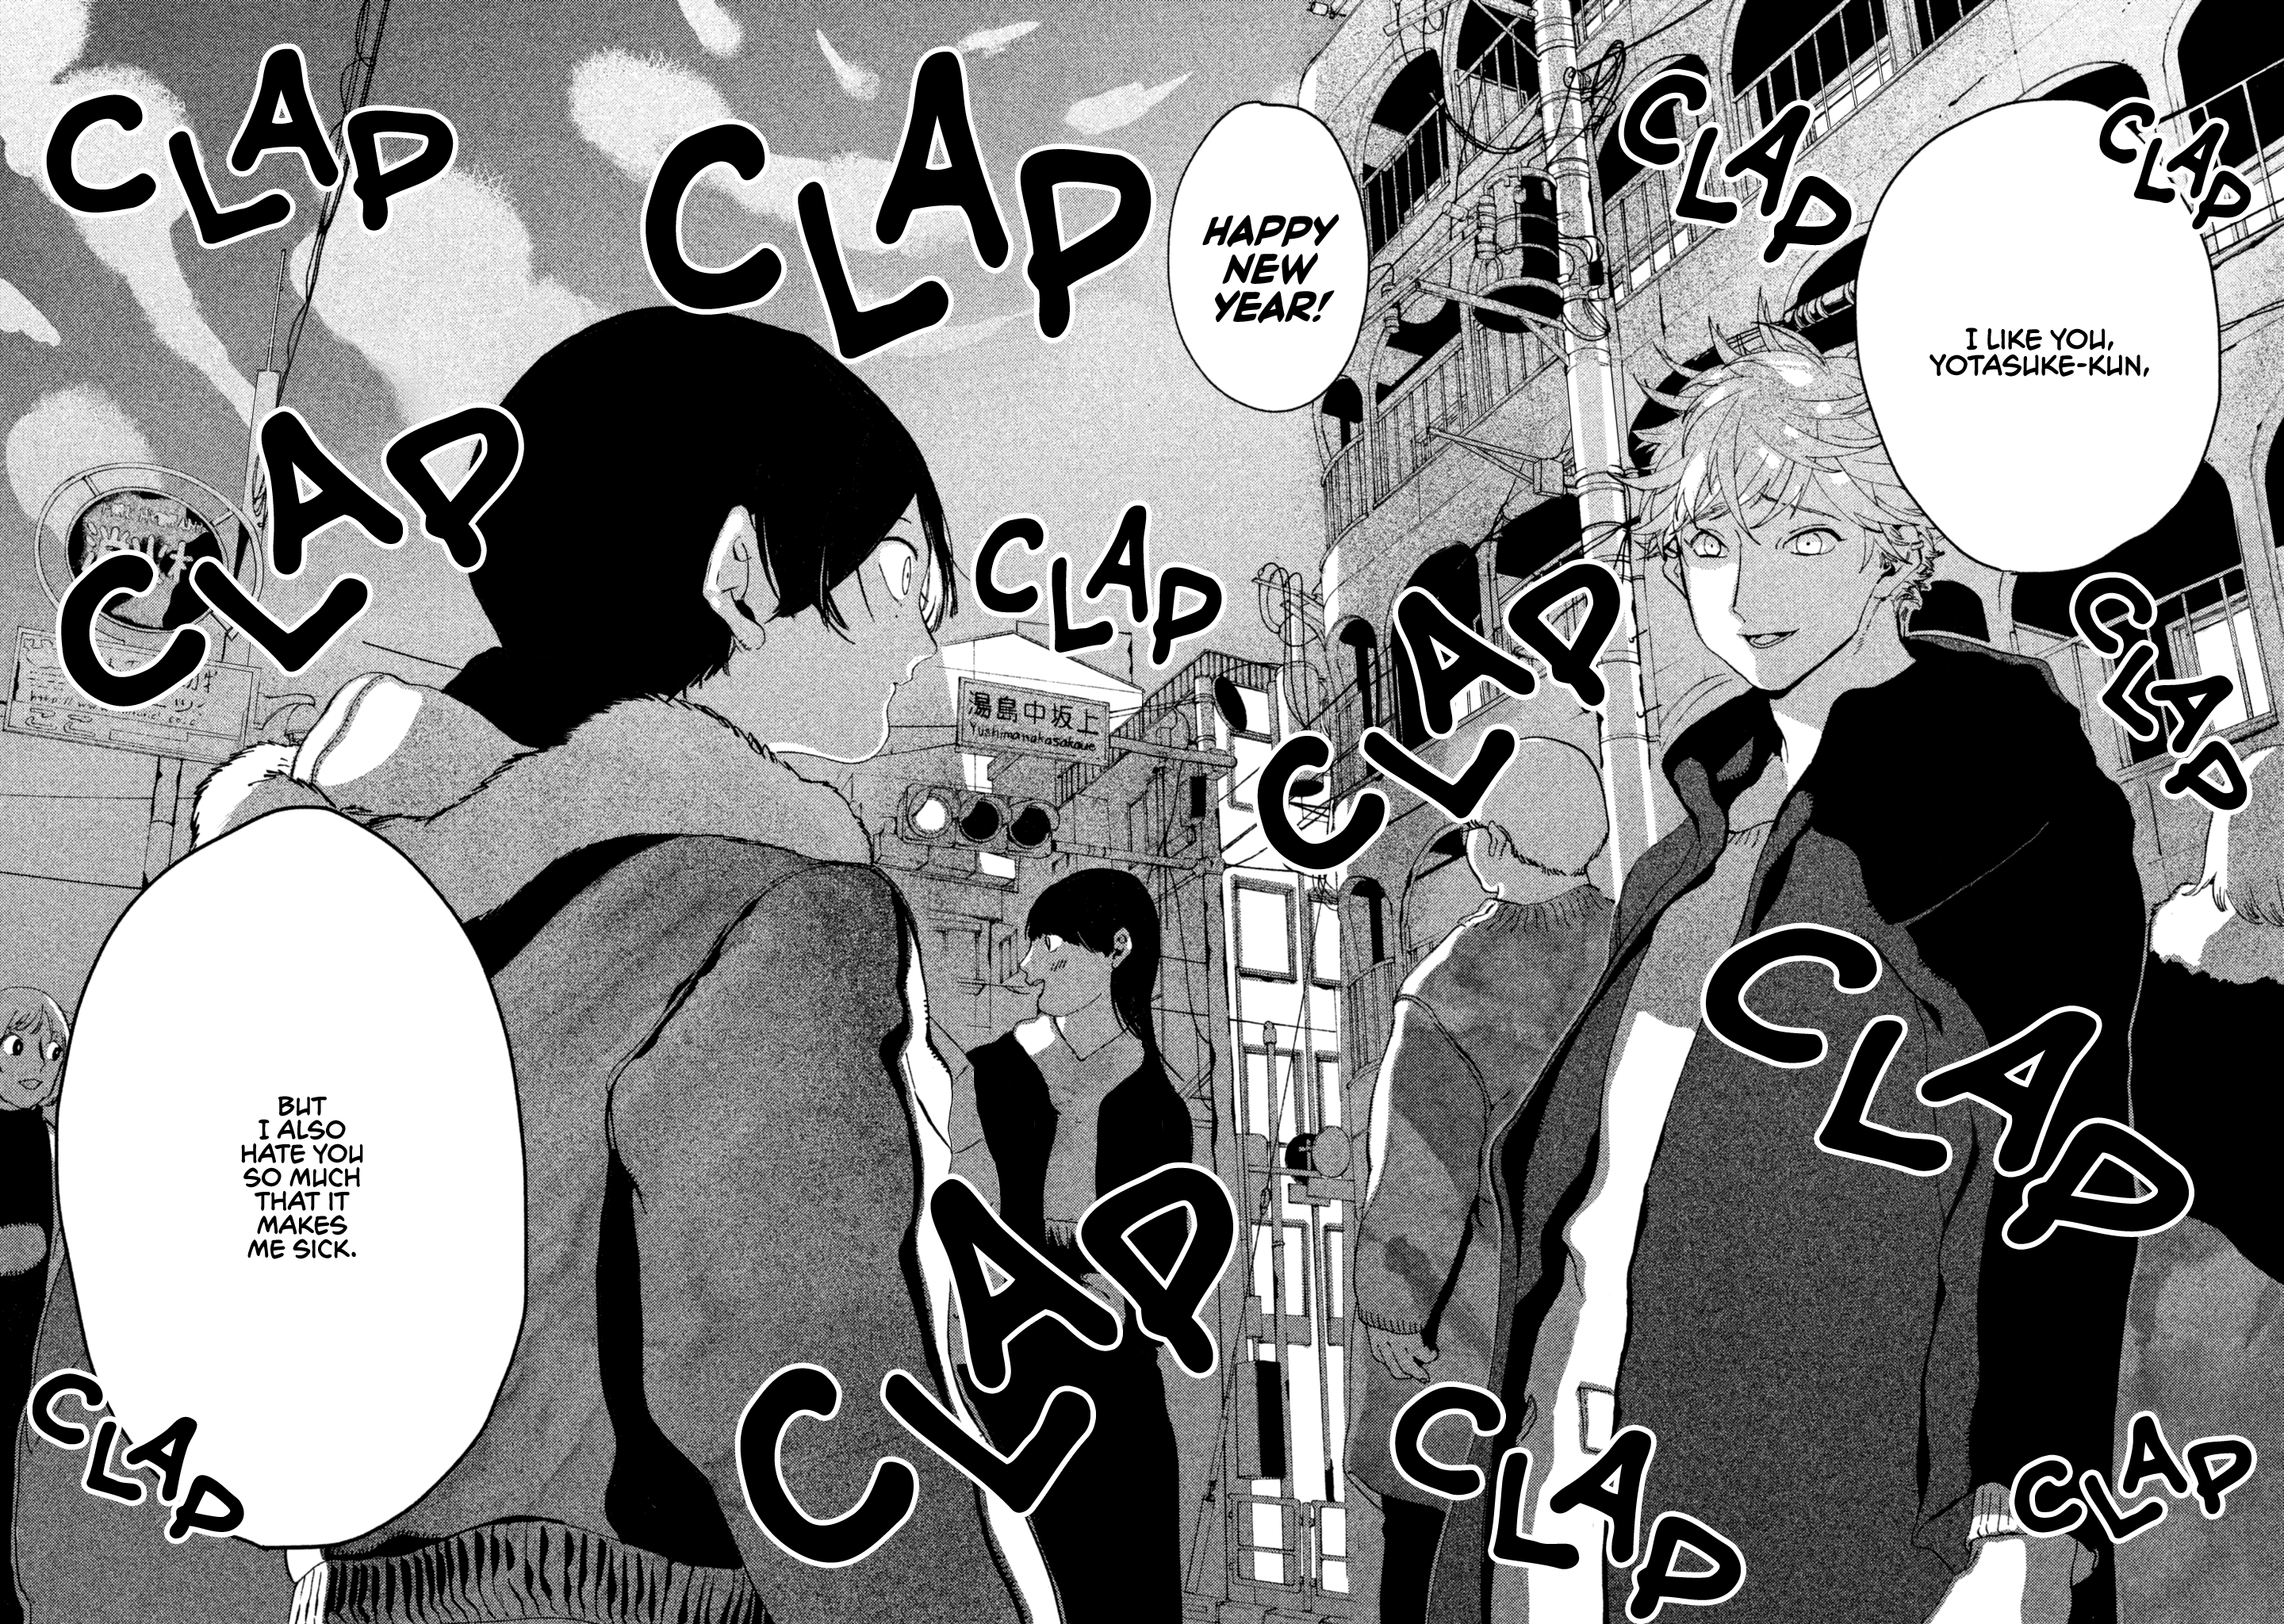 CLAP
I LIKE YOU,
YOTASUKE-KUN,
CLAP
HAPPY
NEW
YEAR!
CLAP
CLAP
CLAP
CLAP
CLAP
CLAP
CLAP
湯島中坂上
Yushimanakasakaue
http://www.
CLAP
CLAP
BUT
I ALSO
HATE YOU
SO MUCH
THAT IT
MAKES
ME SICK.
CLAP
CLAP
CLAP